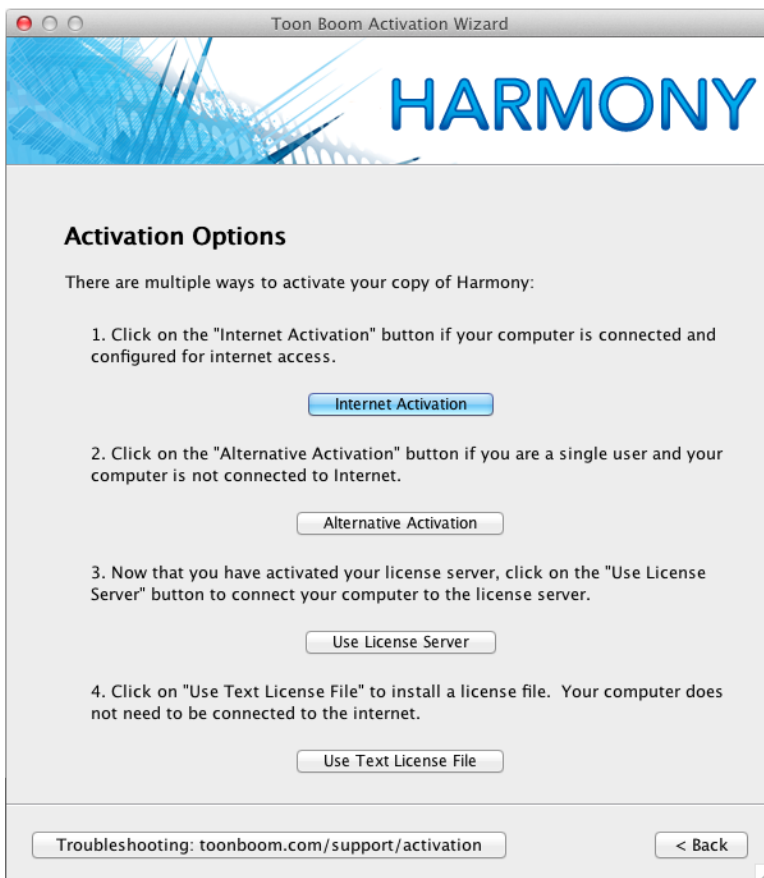 Toon Boom Activation Wizard
HARMONY
Activation Options
There are multiple ways to activate your copy of Harmony:
1. Click on the "Internet Activation" button if your computer is connected and
configured for internet access.
Internet Activation
2. Click on the "Alternative Activation" button if you are a single user and your
computer is not connected to Internet.
Alternative Activation
3. Now that you have activated your license server, click on the "Use License
Server" button to connect your computer to the license server.
Use License Server
4. Click on "Use Text License File" to install a license file.  Your computer does
not need to be connected to the internet.
Use Text License File
Troubleshooting: toonboom.com/support/activation
< Back